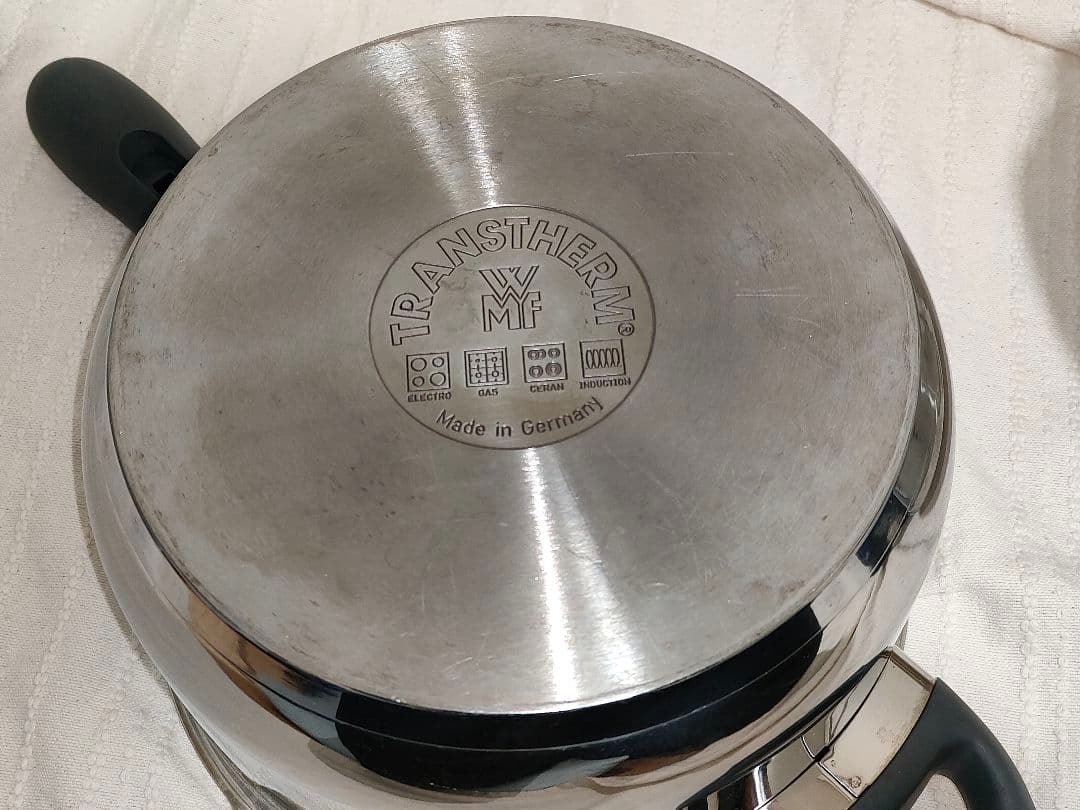 TRANSTHERM®
WMF
ELECTRO GAS CERAN INDUCTION
Made in Germany